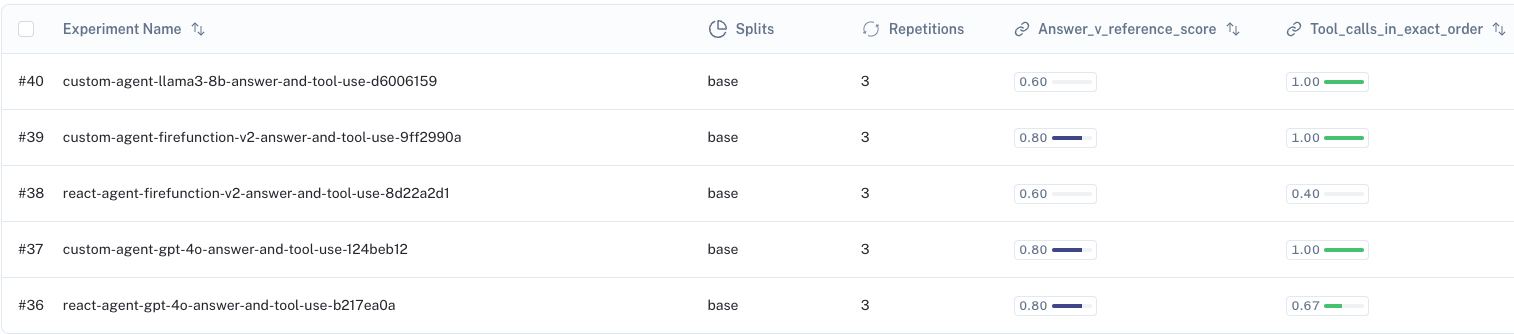 Experiment Name Splits Repetitions Answer_v_reference_score Tool_calls_in_exact_order
#40 custom-agent-llama3-8b-answer-and-tool-use-d6006159 base 3 0.60 1.00
#39 custom-agent-firefunction-v2-answer-and-tool-use-9ff2990a base 3 0.80 1.00
#38 react-agent-firefunction-v2-answer-and-tool-use-8d22a2d1 base 3 0.60 0.40
#37 custom-agent-gpt-4o-answer-and-tool-use-124beb12 base 3 0.80 1.00
#36 react-agent-gpt-4o-answer-and-tool-use-b217ea0a base 3 0.80 0.67